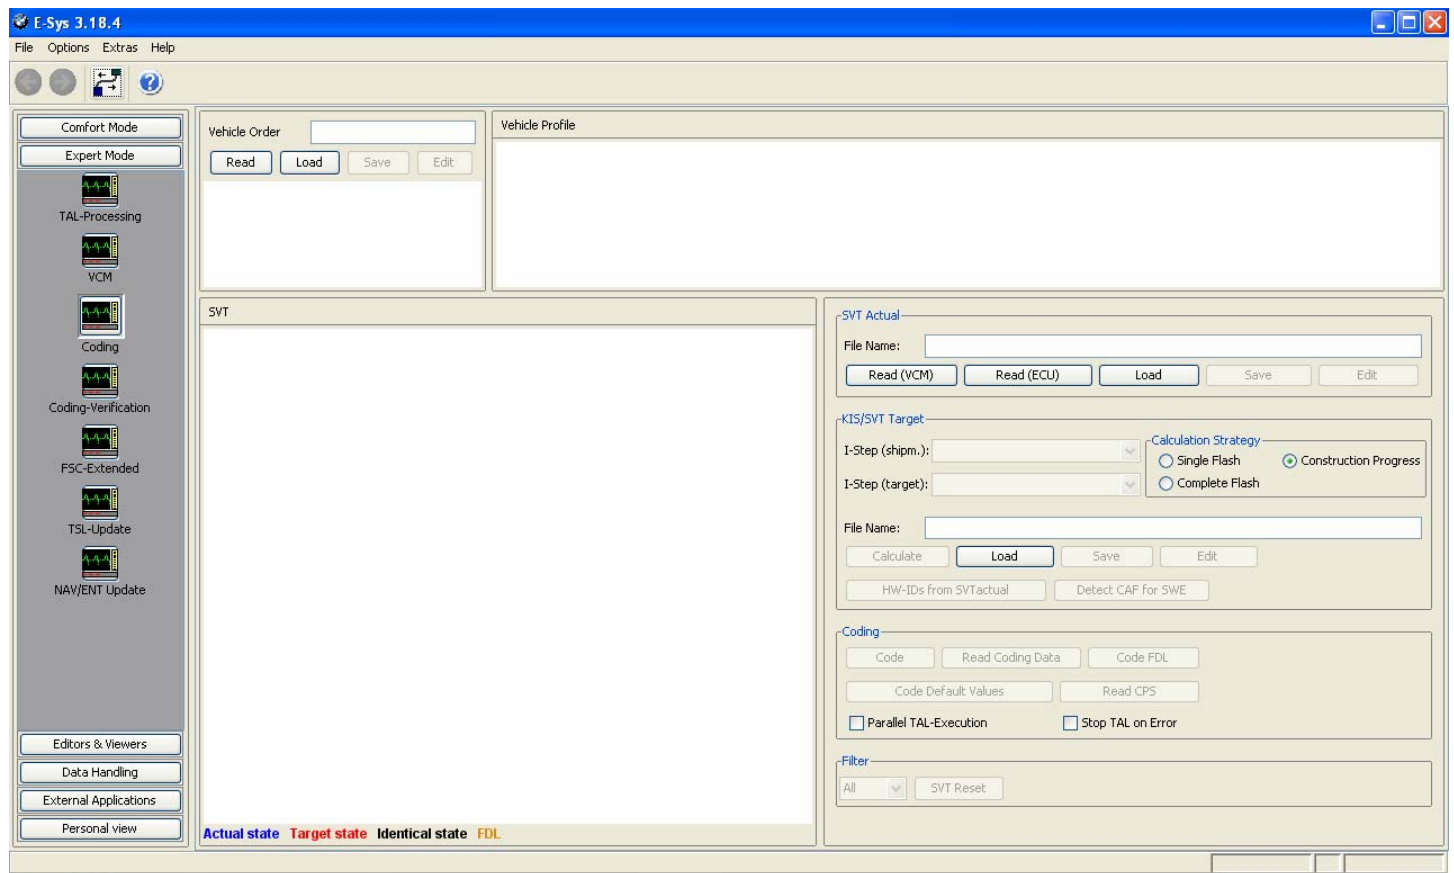 E-Sys 3.18.4
File Options Extras Help
Comfort Mode
Expert Mode
TAL-Processing
VCM
Coding
Coding-Verification
FSC-Extended
TSL-Update
NAV/ENT Update
Editors & Viewers
Data Handling
External Applications
Personal view
Vehicle Order
Read Load Save Edit
Vehicle Profile
SVT
Actual state Target state Identical state FDL
SVT Actual
File Name:
Read (VCM) Read (ECU) Load Save Edit
KIS/SVT Target
I-Step (shipm.):
I-Step (target):
Calculation Strategy
Single Flash Construction Progress
Complete Flash
File Name:
Calculate Load Save Edit
HW-IDs from SVTactual Detect CAF for SWE
Coding
Code Read Coding Data Code FDL
Code Default Values Read CPS
Parallel TAL-Execution Stop TAL on Error
Filter
All SVT Reset